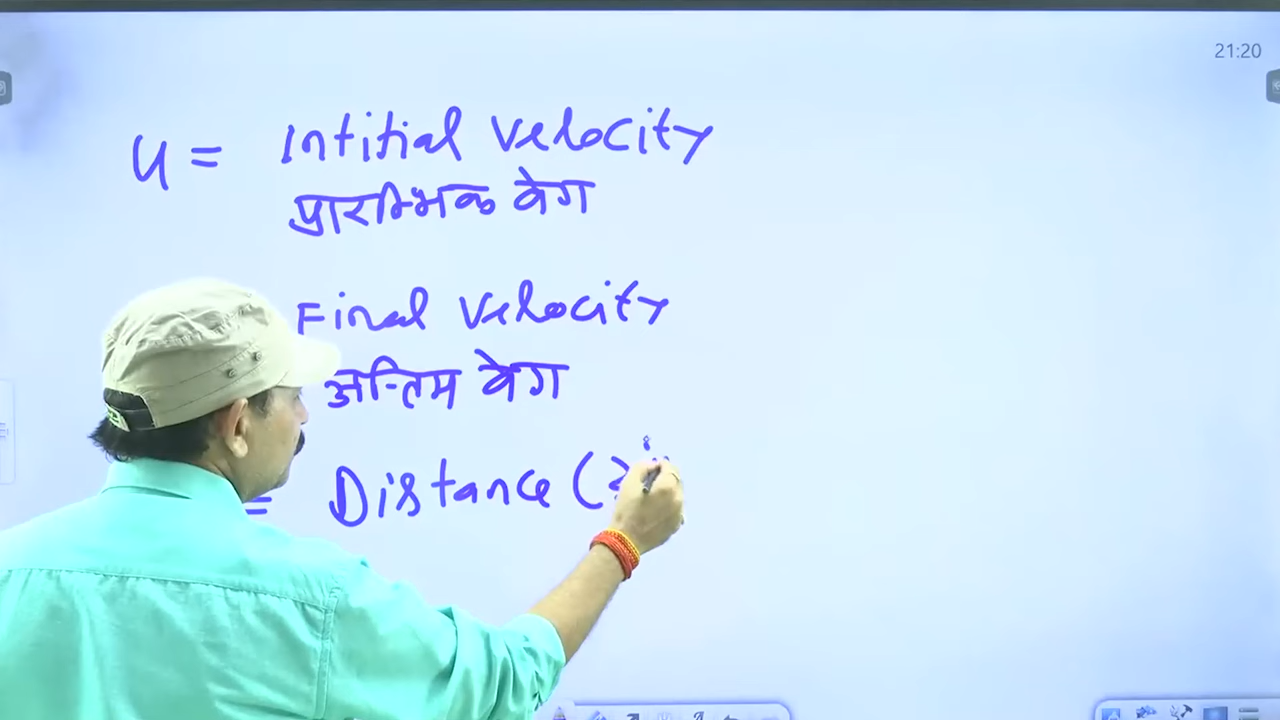 21:20
u = Intitial velocity
प्रारम्भिक वेग
Final velocity
अन्तिम वेग
= Distance (